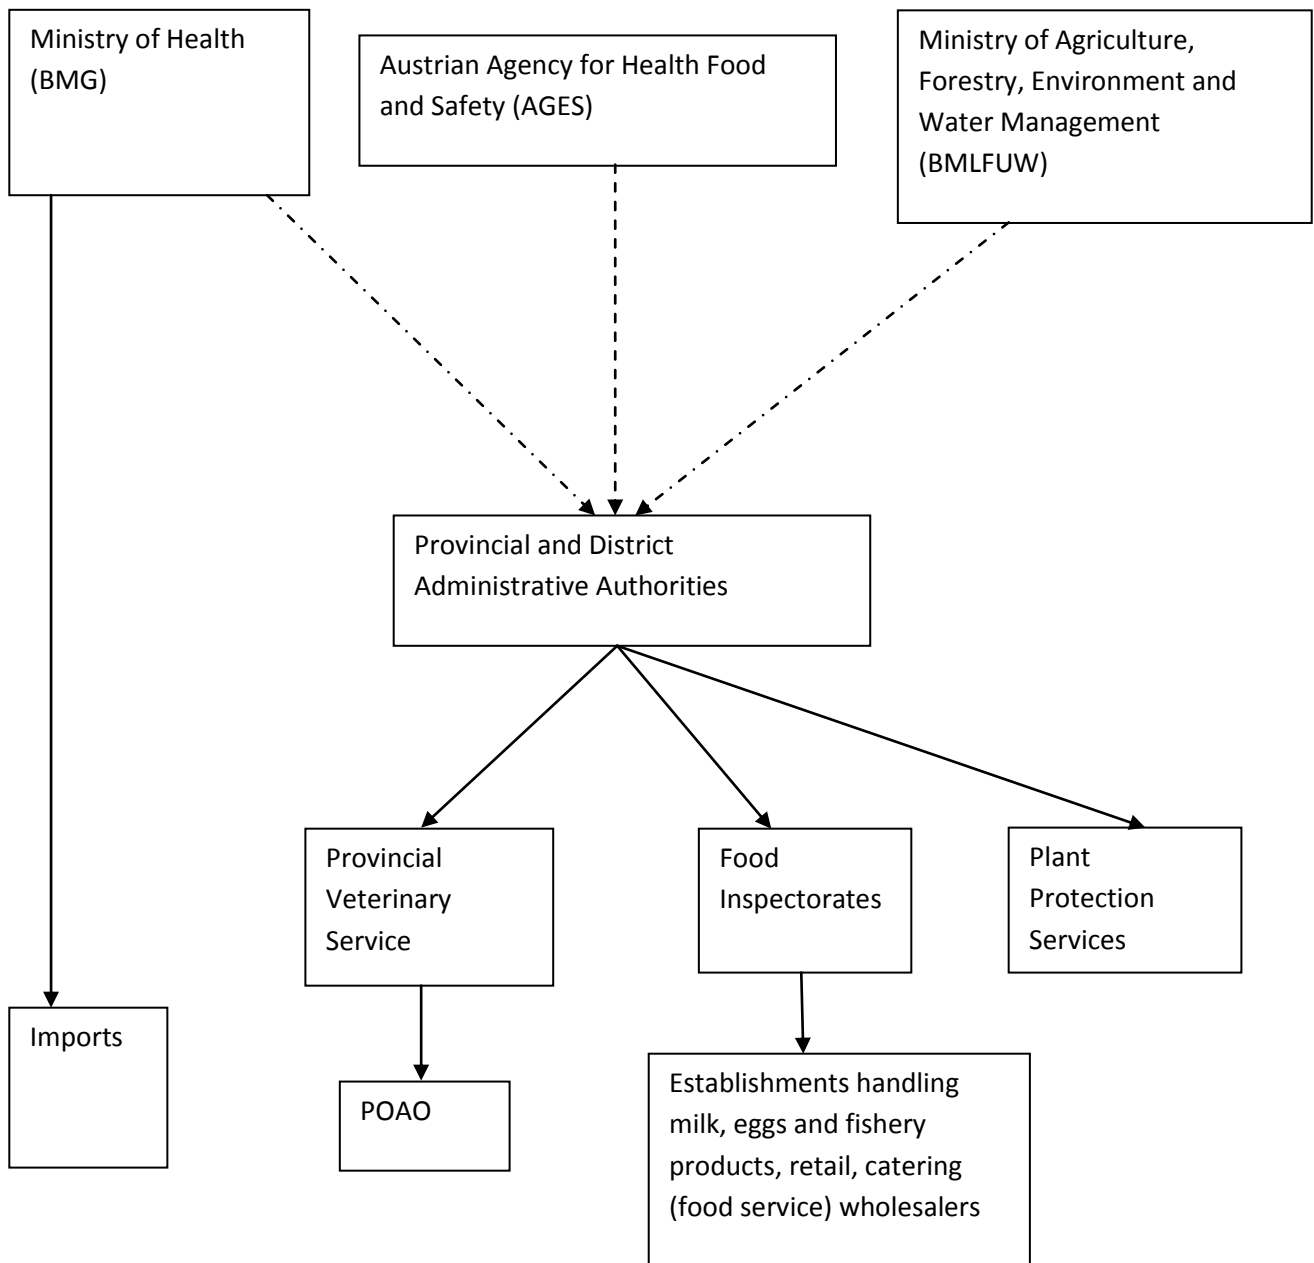 Ministry of Health
(BMG)
Austrian Agency for Health Food
and Safety (AGES)
Ministry of Agriculture,
Forestry, Environment and
Water Management
(BMLFUW)
Provincial and District
Administrative Authorities
Provincial
Veterinary
Service
Food
Inspectorates
Plant
Protection
Services
Imports
POAO
Establishments handling
milk, eggs and fishery
products, retail, catering
(food service) wholesalers